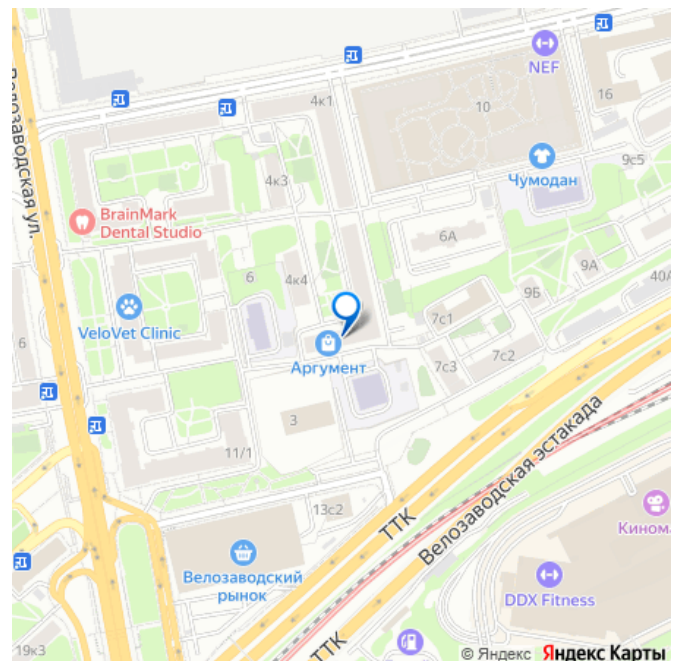 NEF
4к1
10
16
Велозаводская ул.
9с5
4к3
Чумодан
BrainMark
Dental Studio
6А
6
4к4
9А
9Б
40А
VeloVet Clinic
7с1
6
Аргумент
7с3
7с2
3
11/1
Велозаводская эстакада
13с2
ТТК
Кином
Велозаводский
рынок
DDX Fitness
19к3
ТТК
© Яндекс Яндекс Карты